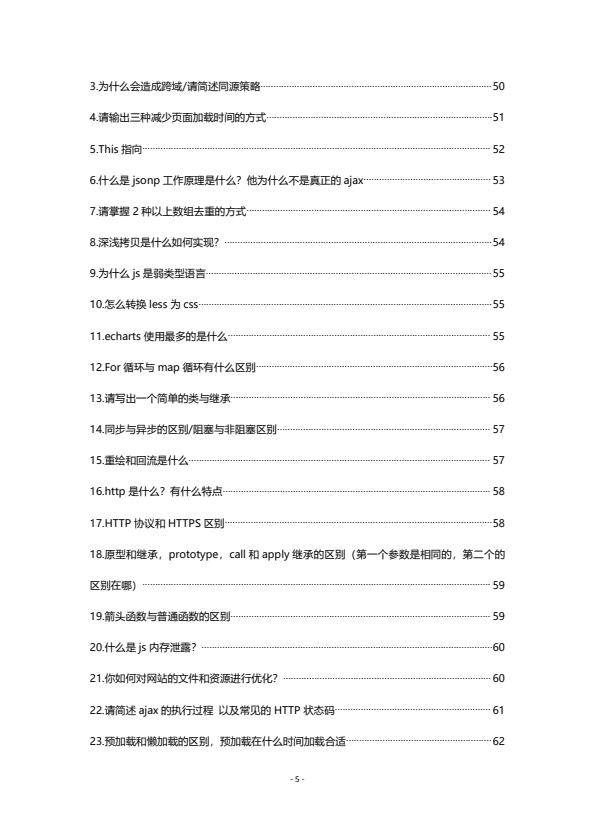 3.为什么会造成跨域/请简述同源策略 50
4.请输出三种减少页面加载时间的方式 51
5.This 指向 52
6.什么是 jsonp 工作原理是什么？他为什么不是真正的 ajax 53
7.请掌握 2 种以上数组去重的方式 54
8.深浅拷贝是什么如何实现？ 54
9.为什么 js 是弱类型语言 55
10.怎么转换 less 为 css 55
11.echarts 使用最多的是什么 55
12.For 循环与 map 循环有什么区别 56
13.请写出一个简单的类与继承 56
14.同步与异步的区别/阻塞与非阻塞区别 57
15.重绘和回流是什么 57
16.http 是什么？有什么特点 58
17.HTTP 协议和 HTTPS 区别 58
18.原型和继承，prototype，call 和 apply 继承的区别（第一个参数是相同的，第二个的
区别在哪） 59
19.箭头函数与普通函数的区别 59
20.什么是 js 内存泄露？ 60
21.你如何对网站的文件和资源进行优化？ 60
22.请简述 ajax 的执行过程 以及常见的 HTTP 状态码 61
23.预加载和懒加载的区别，预加载在什么时间加载合适 62
- 5 -